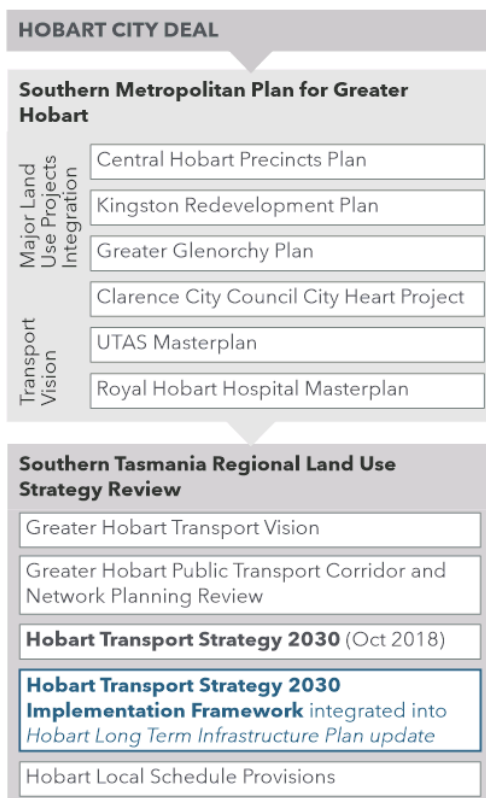 HOBART CITY DEAL
Southern Metropolitan Plan for Greater
Hobart
Major Land
Use Projects
Integration
Central Hobart Precincts Plan
Kingston Redevelopment Plan
Greater Glenorchy Plan
Clarence City Council City Heart Project
Transport
Vision
UTAS Masterplan
Royal Hobart Hospital Masterplan
Southern Tasmania Regional Land Use
Strategy Review
Greater Hobart Transport Vision
Greater Hobart Public Transport Corridor and
Network Planning Review
Hobart Transport Strategy 2030 (Oct 2018)
Hobart Transport Strategy 2030
Implementation Framework integrated into
Hobart Long Term Infrastructure Plan update
Hobart Local Schedule Provisions